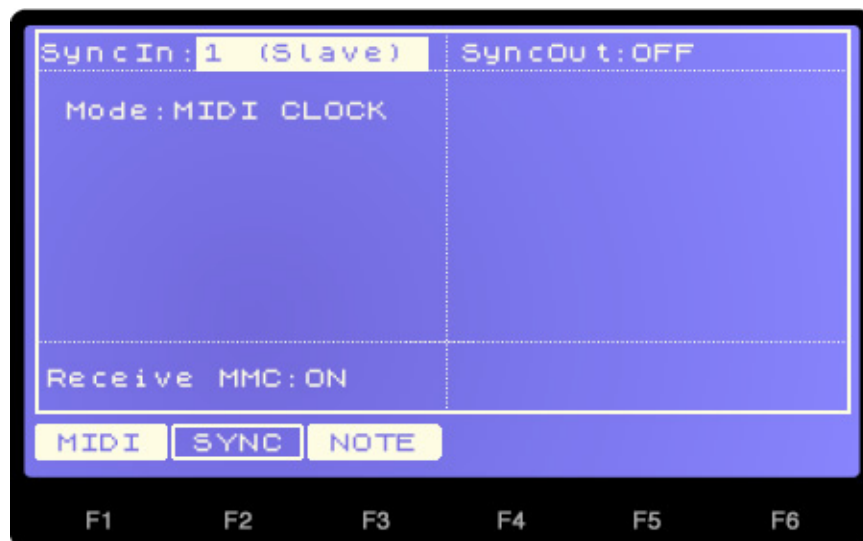 SyncIn:1 (Slave) SyncOut:OFF
Mode:MIDI CLOCK
Receive MMC:ON
MIDI SYNC NOTE
F1 F2 F3 F4 F5 F6